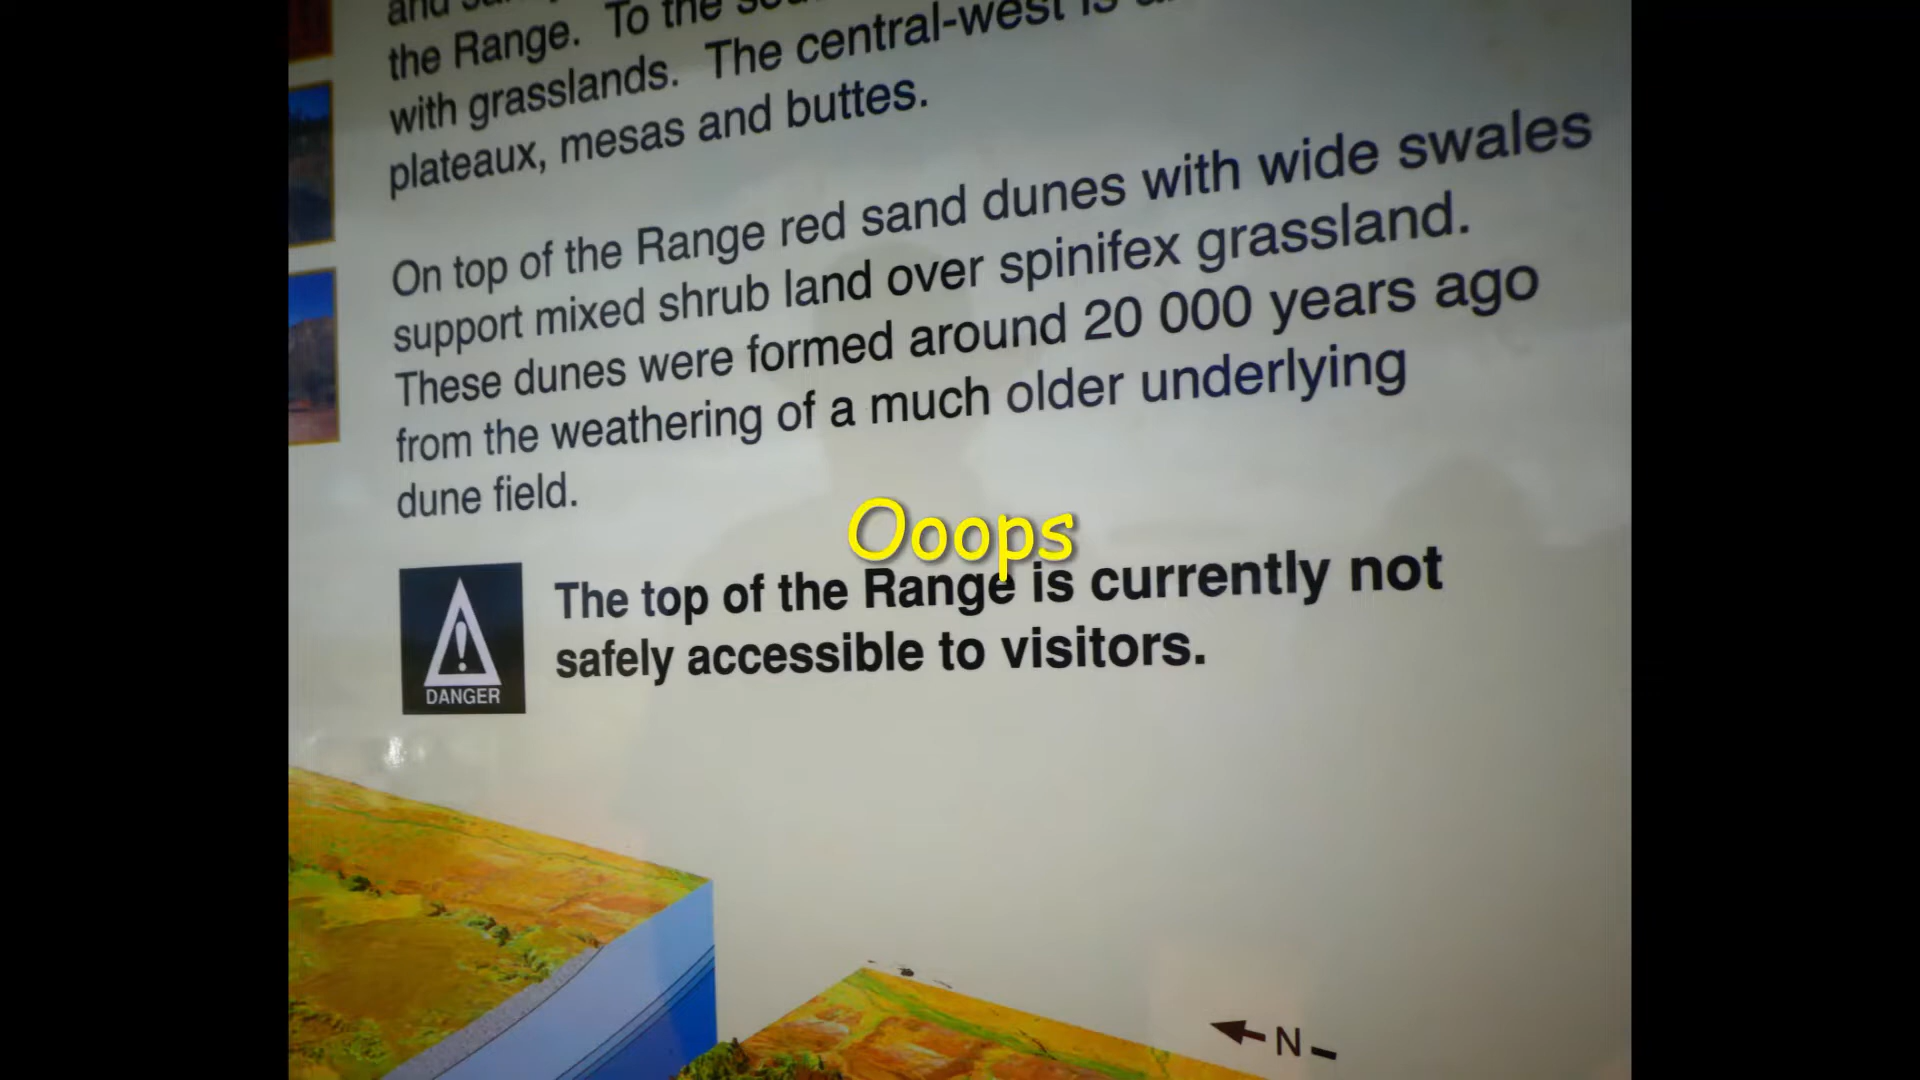 and
the Range. To the
with grasslands. The central-west is
plateaux, mesas and buttes.
On top of the Range red sand dunes with wide swales
support mixed shrub land over spinifex grassland.
These dunes were formed around 20 000 years ago
from the weathering of a much older underlying
dune field.
Ooops
The top of the Range is currently not
safely accessible to visitors.
DANGER
N